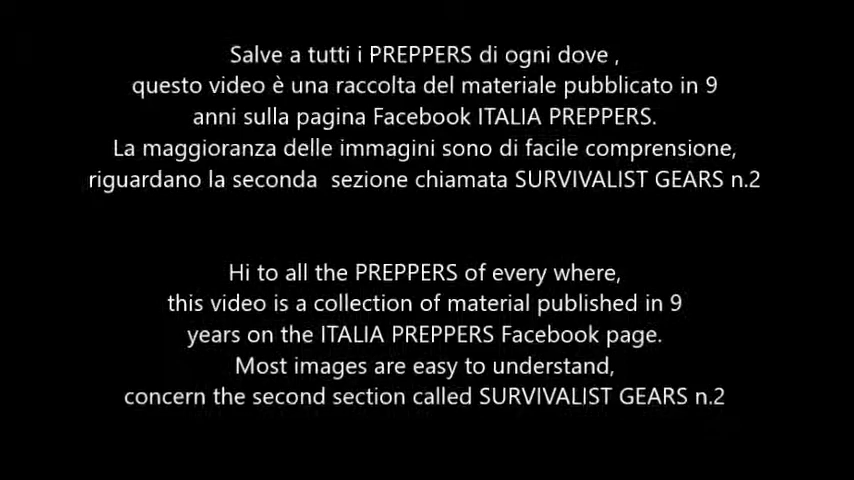 Salve a tutti i PREPPERS di ogni dove ,
questo video è una raccolta del materiale pubblicato in 9
anni sulla pagina Facebook ITALIA PREPPERS.
La maggioranza delle immagini sono di facile comprensione,
riguardano la seconda  sezione chiamata SURVIVALIST GEARS n.2
Hi to all the PREPPERS of every where,
this video is a collection of material published in 9
years on the ITALIA PREPPERS Facebook page.
Most images are easy to understand,
concern the second section called SURVIVALIST GEARS n.2